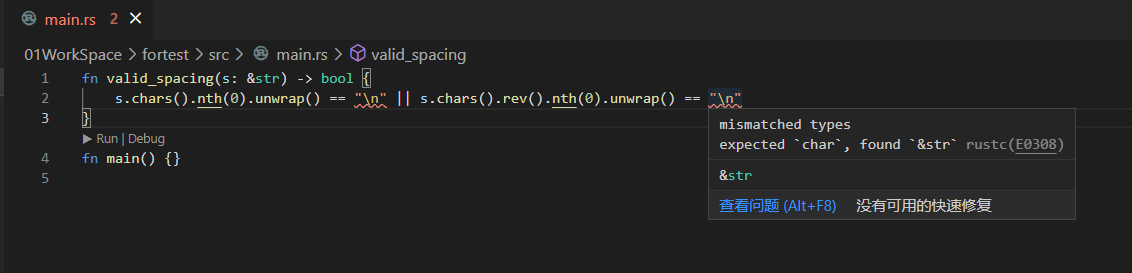 main.rs 2 ×
01WorkSpace > fortest > src > main.rs > valid_spacing
1 fn valid_spacing(s: &str) -> bool {
2 s.chars().nth(0).unwrap() == "\n" || s.chars().rev().nth(0).unwrap() == "\n"
3 }
mismatched types
expected `char`, found `&str` rustc(E0308)
&str
查看问题 (Alt+F8) 没有可用的快速修复
▶ Run | Debug
4 fn main() {}
5